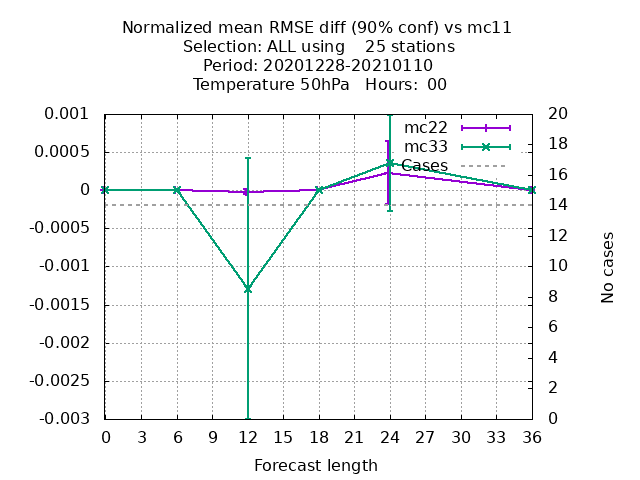 Normalized mean RMSE diff (90% conf) vs mc11
Selection: ALL using    25 stations
Period: 20201228-20210110
Temperature 50hPa   Hours:  00
0.001
0.0005
0
-0.0005
-0.001
-0.0015
-0.002
-0.0025
-0.003
mc22
mc33
Cases
20
18
16
14
12
10
8
6
4
2
0
No cases
0 3 6 9 12 15 18 21 24 27 30 33 36
Forecast length